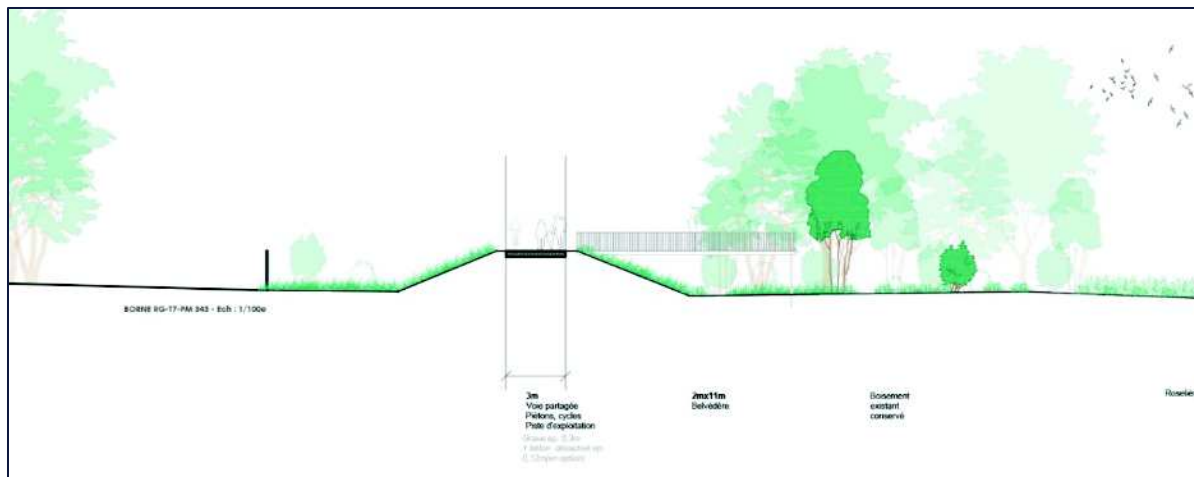 BORNE RG-T7-PM 343 - Ech : 1/100e
3m
Voie partagée
Piétons, cycles
Piste d'exploitation
2mx11m
Belvédère
Boisement
existant
conservé